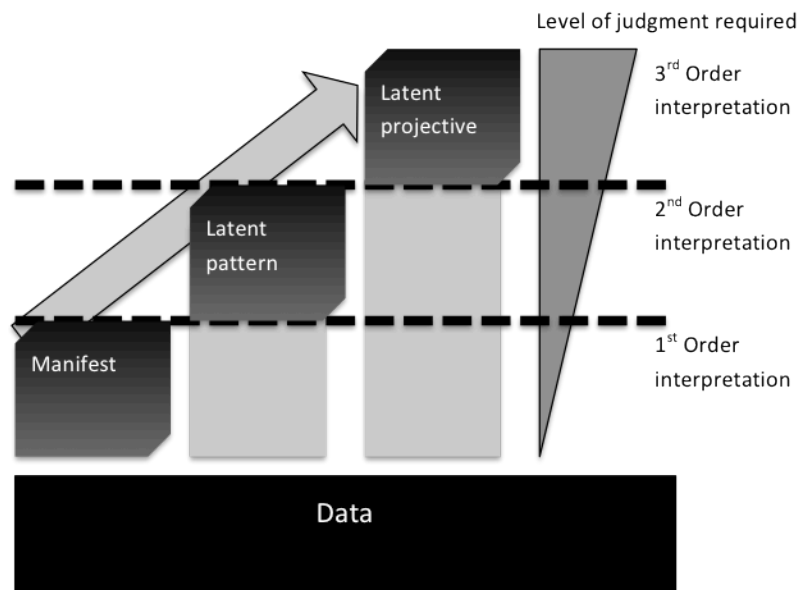 Level of judgment required
3rd Order
interpretation
Latent
projective
2nd Order
interpretation
Latent
pattern
1st Order
interpretation
Manifest
Data